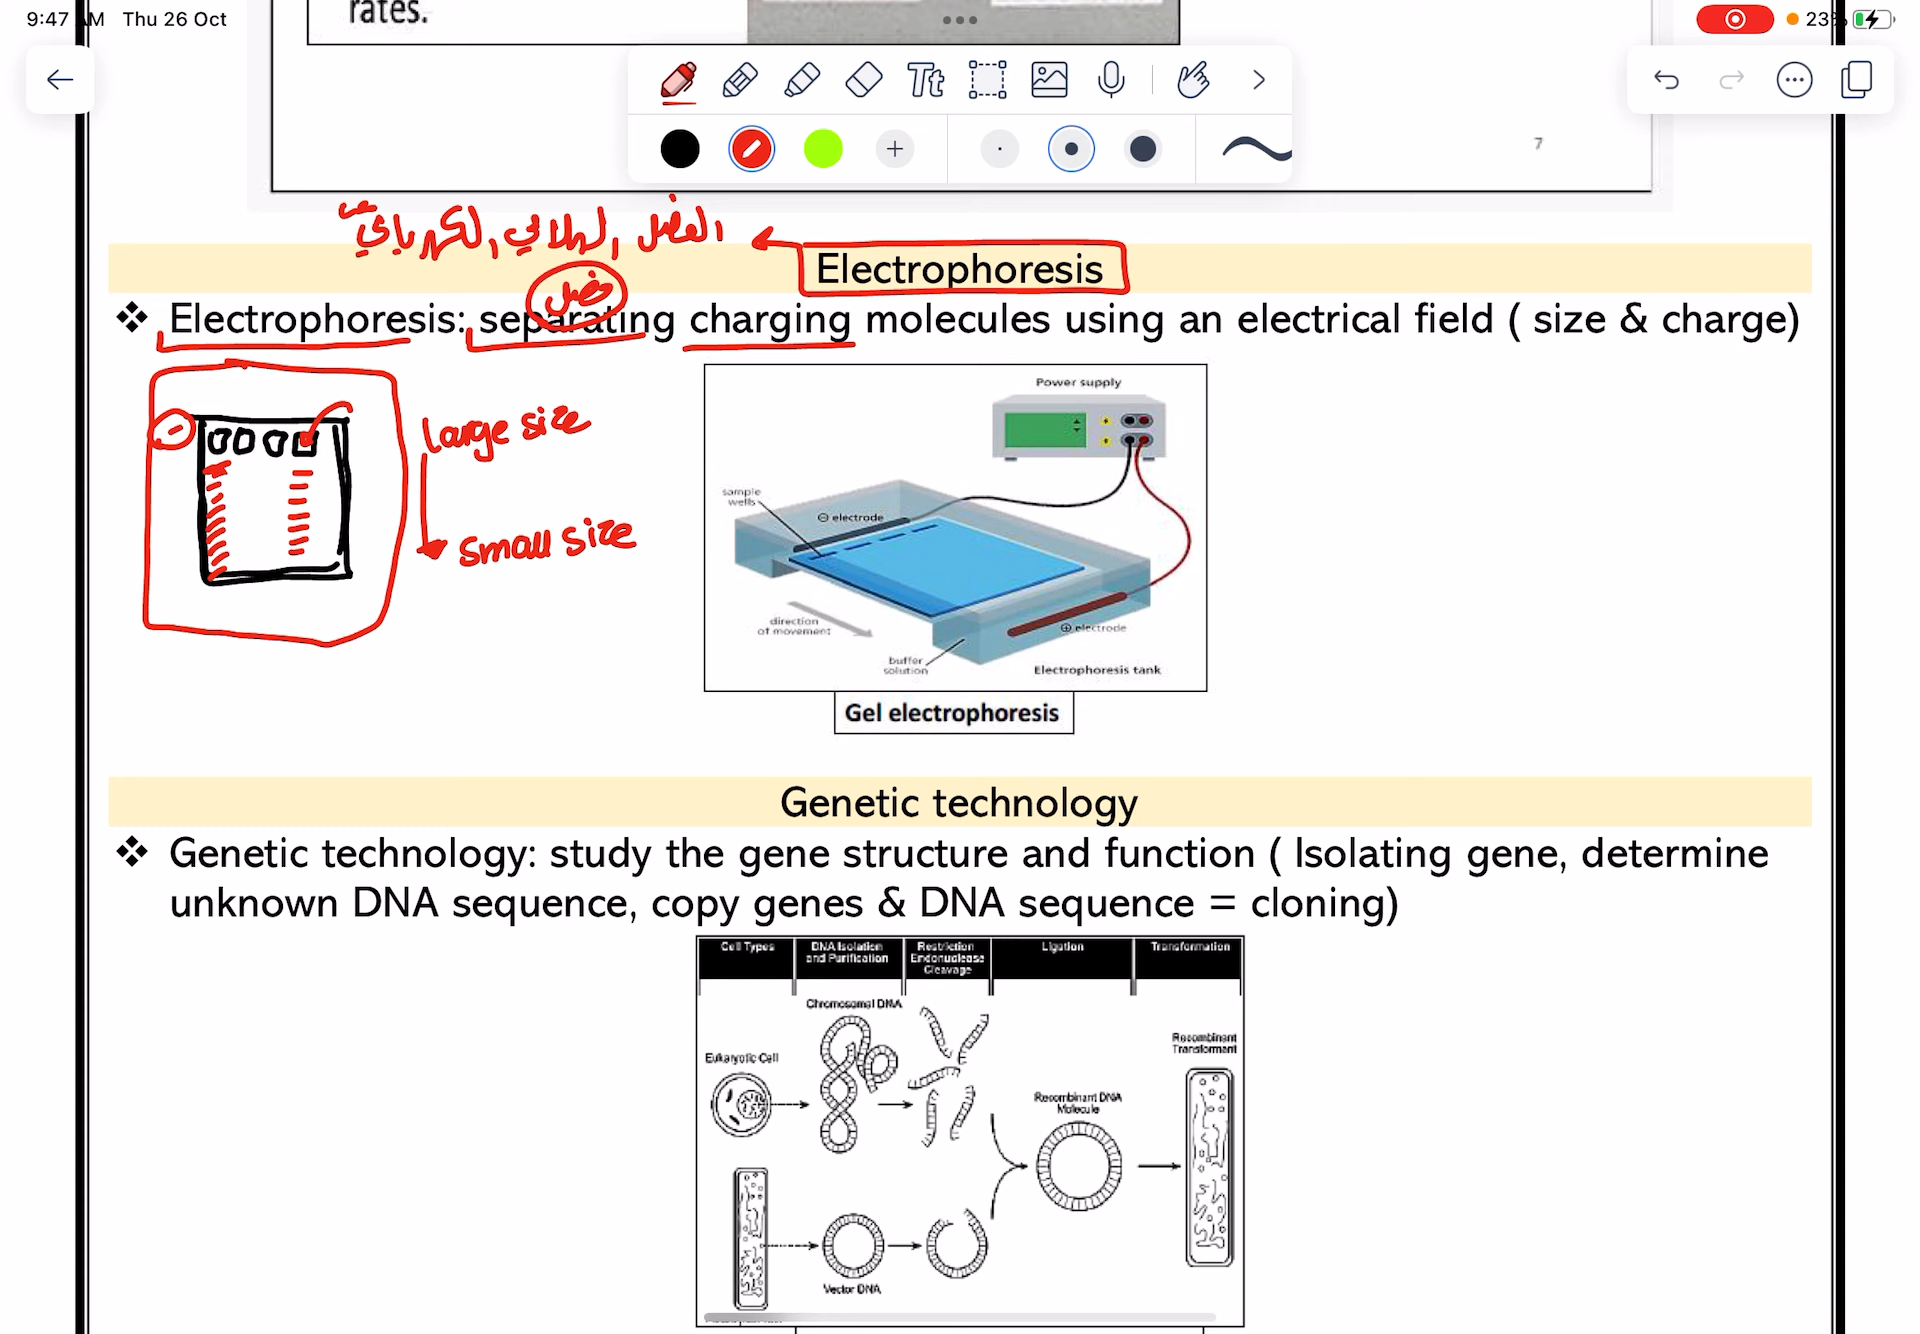 9:47 AM Thu 26 Oct
23%
rates.
Tt
7
الفصل الهلامي الكهربائي
Electrophoresis
فصل
❖ Electrophoresis: separating charging molecules using an electrical field ( size & charge)
Large size
Small size
Power supply
sample
wells
⊖ electrode
direction
of movement
⊕ electrode
buffer
solution
Electrophoresis tank
Gel electrophoresis
Genetic technology
❖ Genetic technology: study the gene structure and function ( Isolating gene, determine
unknown DNA sequence, copy genes & DNA sequence = cloning)
Cell Types
DNA Isolation
and Purification
Restriction
Endonuclease
Cleavage
Ligation
Transformation
Chromosomal DNA
Eukaryotic Cell
Recombinant
Transformant
Recombinant DNA
Molecule
Vector DNA